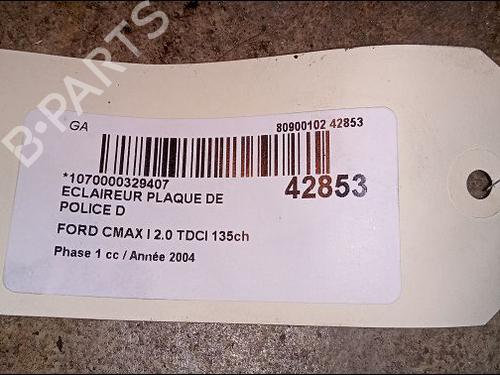 B-PARTS
GA
80900102 42853
*1070000329407
42853
ECLAIREUR PLAQUE DE
POLICE D
FORD CMAX I 2.0 TDCI 135ch
Phase 1 cc / Année 2004